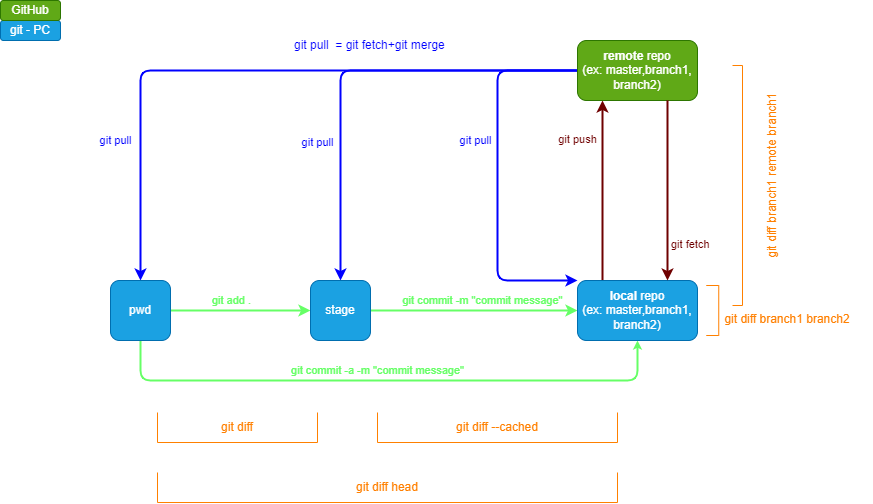 GitHub
git - PC
git pull = git fetch+git merge
remote repo
(ex: master,branch1,
branch2)
git pull
git pull
git pull
git push
git diff branch1 remote branch1
git fetch
pwd
git add .
stage
git commit -m "commit message"
local repo
(ex: master,branch1,
branch2)
git diff branch1 branch2
git commit -a -m "commit message"
git diff
git diff --cached
git diff head